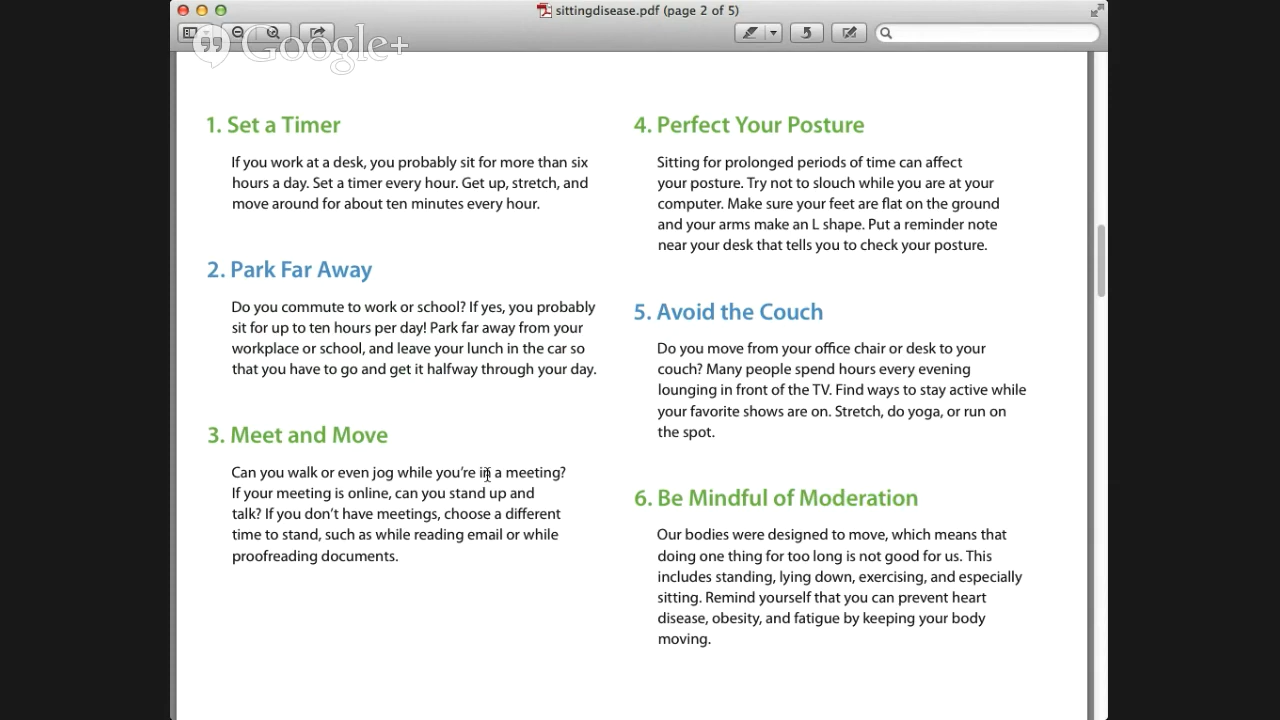 sittingdisease.pdf (page 2 of 5)
Google+
1. Set a Timer
If you work at a desk, you probably sit for more than six
hours a day. Set a timer every hour. Get up, stretch, and
move around for about ten minutes every hour.
2. Park Far Away
Do you commute to work or school? If yes, you probably
sit for up to ten hours per day! Park far away from your
workplace or school, and leave your lunch in the car so
that you have to go and get it halfway through your day.
3. Meet and Move
Can you walk or even jog while you're in a meeting?
If your meeting is online, can you stand up and
talk? If you don't have meetings, choose a different
time to stand, such as while reading email or while
proofreading documents.
4. Perfect Your Posture
Sitting for prolonged periods of time can affect
your posture. Try not to slouch while you are at your
computer. Make sure your feet are flat on the ground
and your arms make an L shape. Put a reminder note
near your desk that tells you to check your posture.
5. Avoid the Couch
Do you move from your office chair or desk to your
couch? Many people spend hours every evening
lounging in front of the TV. Find ways to stay active while
your favorite shows are on. Stretch, do yoga, or run on
the spot.
6. Be Mindful of Moderation
Our bodies were designed to move, which means that
doing one thing for too long is not good for us. This
includes standing, lying down, exercising, and especially
sitting. Remind yourself that you can prevent heart
disease, obesity, and fatigue by keeping your body
moving.